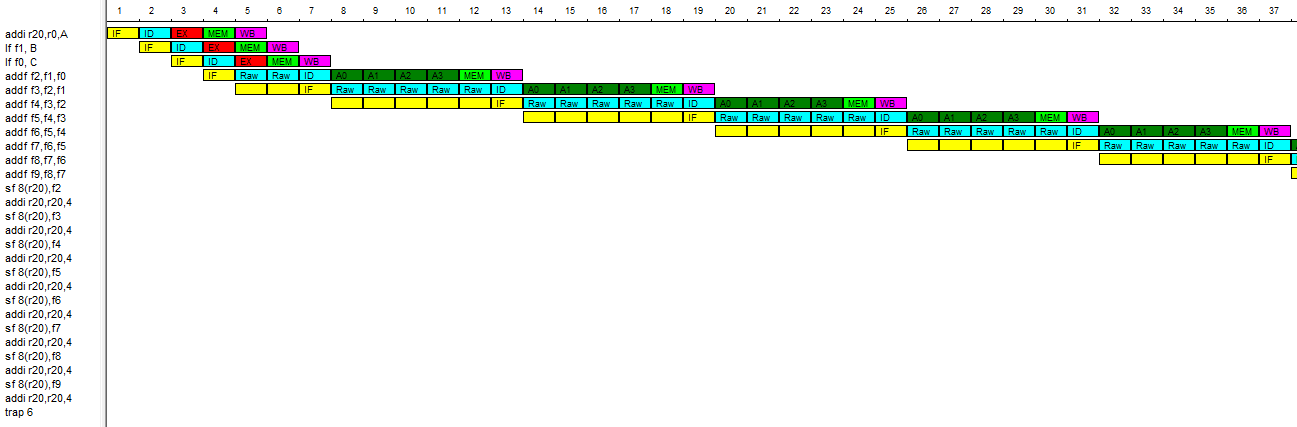 1 2 3 4 5 6 7 8 9 10 11 12 13 14 15 16 17 18 19 20 21 22 23 24 25 26 27 28 29 30 31 32 33 34 35 36 37
addi r20,r0,A IF ID EX MEM WB
lf f1, B IF ID EX MEM WB
lf f0, C IF ID EX MEM WB
addf f2,f1,f0 IF Raw Raw ID A0 A1 A2 A3 MEM WB
addf f3,f2,f1 IF Raw Raw Raw Raw Raw ID A0 A1 A2 A3 MEM WB
addf f4,f3,f2 IF Raw Raw Raw Raw Raw ID A0 A1 A2 A3 MEM WB
addf f5,f4,f3 IF Raw Raw Raw Raw Raw ID A0 A1 A2 A3 MEM WB
addf f6,f5,f4 IF Raw Raw Raw Raw Raw ID A0 A1 A2 A3 MEM WB
addf f7,f6,f5 IF Raw Raw Raw Raw Raw ID
addf f8,f7,f6 IF
addf f9,f8,f7
sf 8(r20),f2
addi r20,r20,4
sf 8(r20),f3
addi r20,r20,4
sf 8(r20),f4
addi r20,r20,4
sf 8(r20),f5
addi r20,r20,4
sf 8(r20),f6
addi r20,r20,4
sf 8(r20),f7
addi r20,r20,4
sf 8(r20),f8
addi r20,r20,4
sf 8(r20),f9
addi r20,r20,4
trap 6